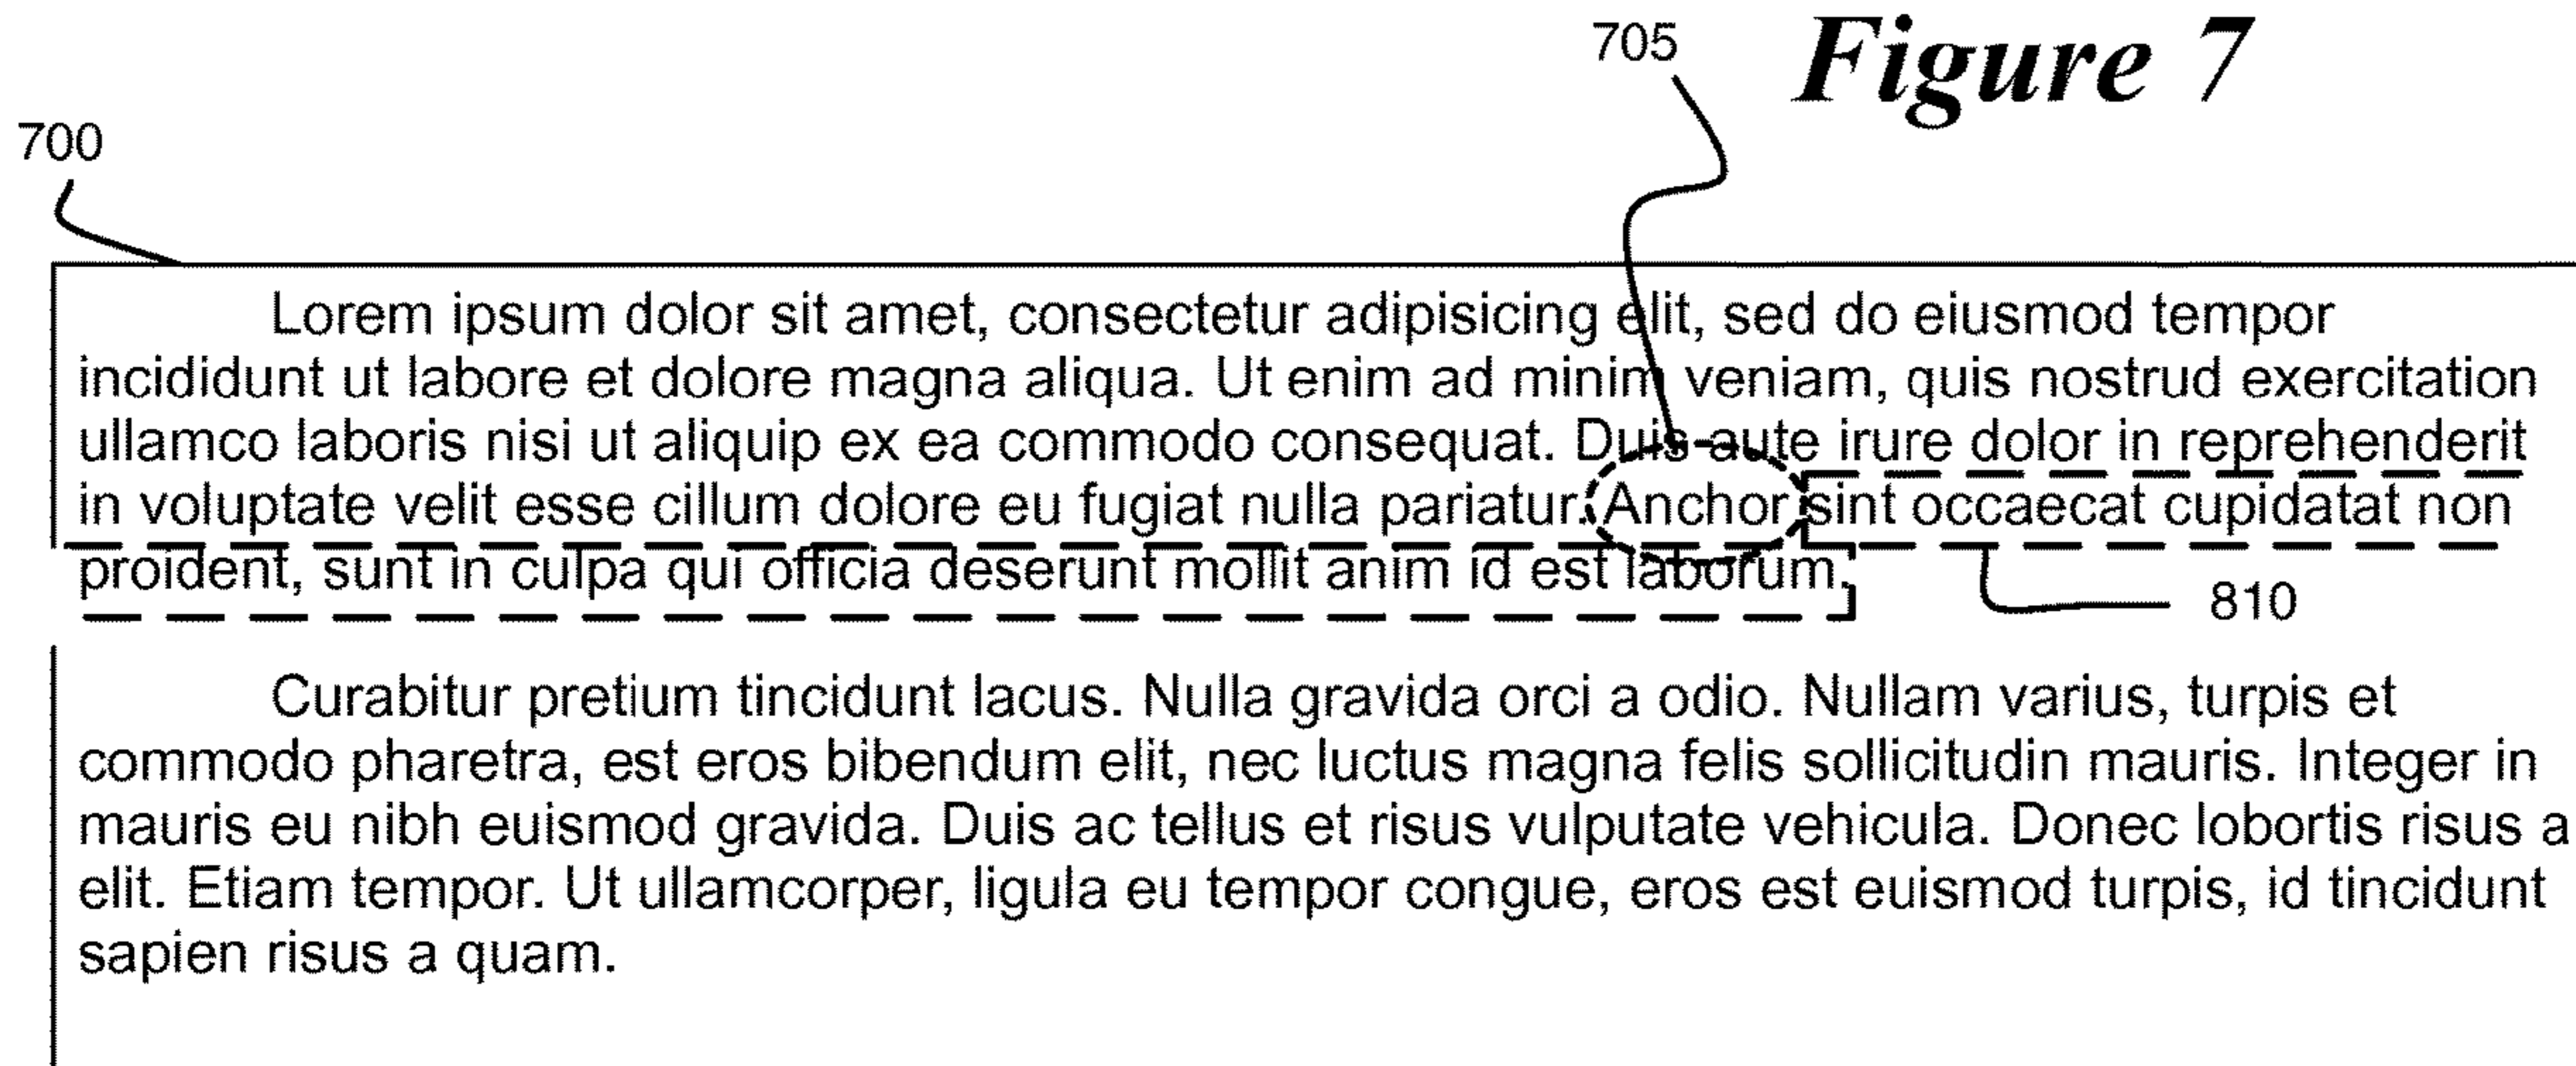 705
Figure 7
700
Lorem ipsum dolor sit amet, consectetur adipisicing elit, sed do eiusmod tempor
incididunt ut labore et dolore magna aliqua. Ut enim ad minim veniam, quis nostrud exercitation
ullamco laboris nisi ut aliquip ex ea commodo consequat. Duis aute irure dolor in reprehenderit
in voluptate velit esse cillum dolore eu fugiat nulla pariatur. Anchor sint occaecat cupidatat non
proident, sunt in culpa qui officia deserunt mollit anim id est laborum.
810
Curabitur pretium tincidunt lacus. Nulla gravida orci a odio. Nullam varius, turpis et
commodo pharetra, est eros bibendum elit, nec luctus magna felis sollicitudin mauris. Integer in
mauris eu nibh euismod gravida. Duis ac tellus et risus vulputate vehicula. Donec lobortis risus a
elit. Etiam tempor. Ut ullamcorper, ligula eu tempor congue, eros est euismod turpis, id tincidunt
sapien risus a quam.